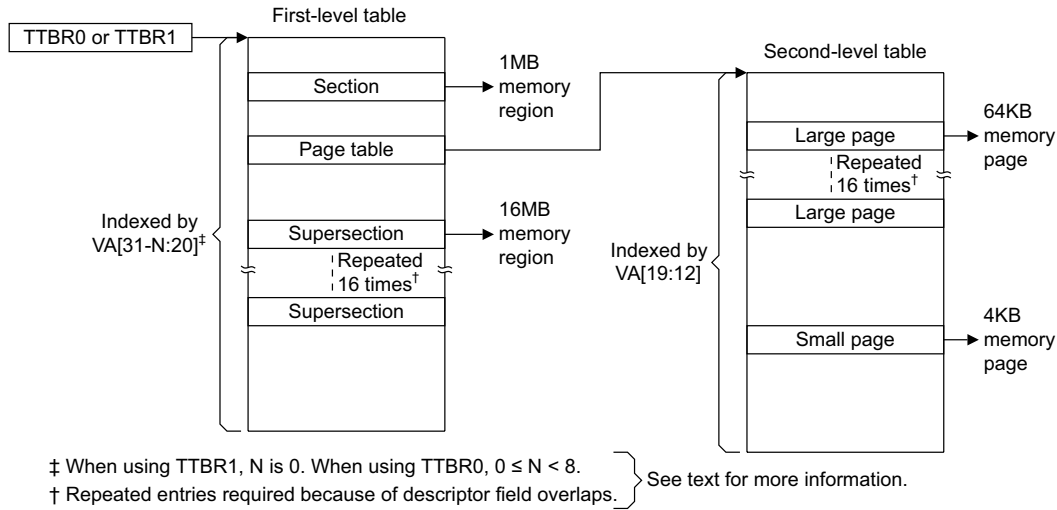 First-level table
TTBR0 or TTBR1
Second-level table
Section
1MB
memory
region
Page table
Large page
64KB
memory
page
Repeated
16 times†
Large page
Indexed by
VA[31-N:20]‡
Supersection
16MB
memory
region
Repeated
16 times†
Supersection
Indexed by
VA[19:12]
Small page
4KB
memory
page
‡ When using TTBR1, N is 0. When using TTBR0, 0 ≤ N < 8.
† Repeated entries required because of descriptor field overlaps.
See text for more information.